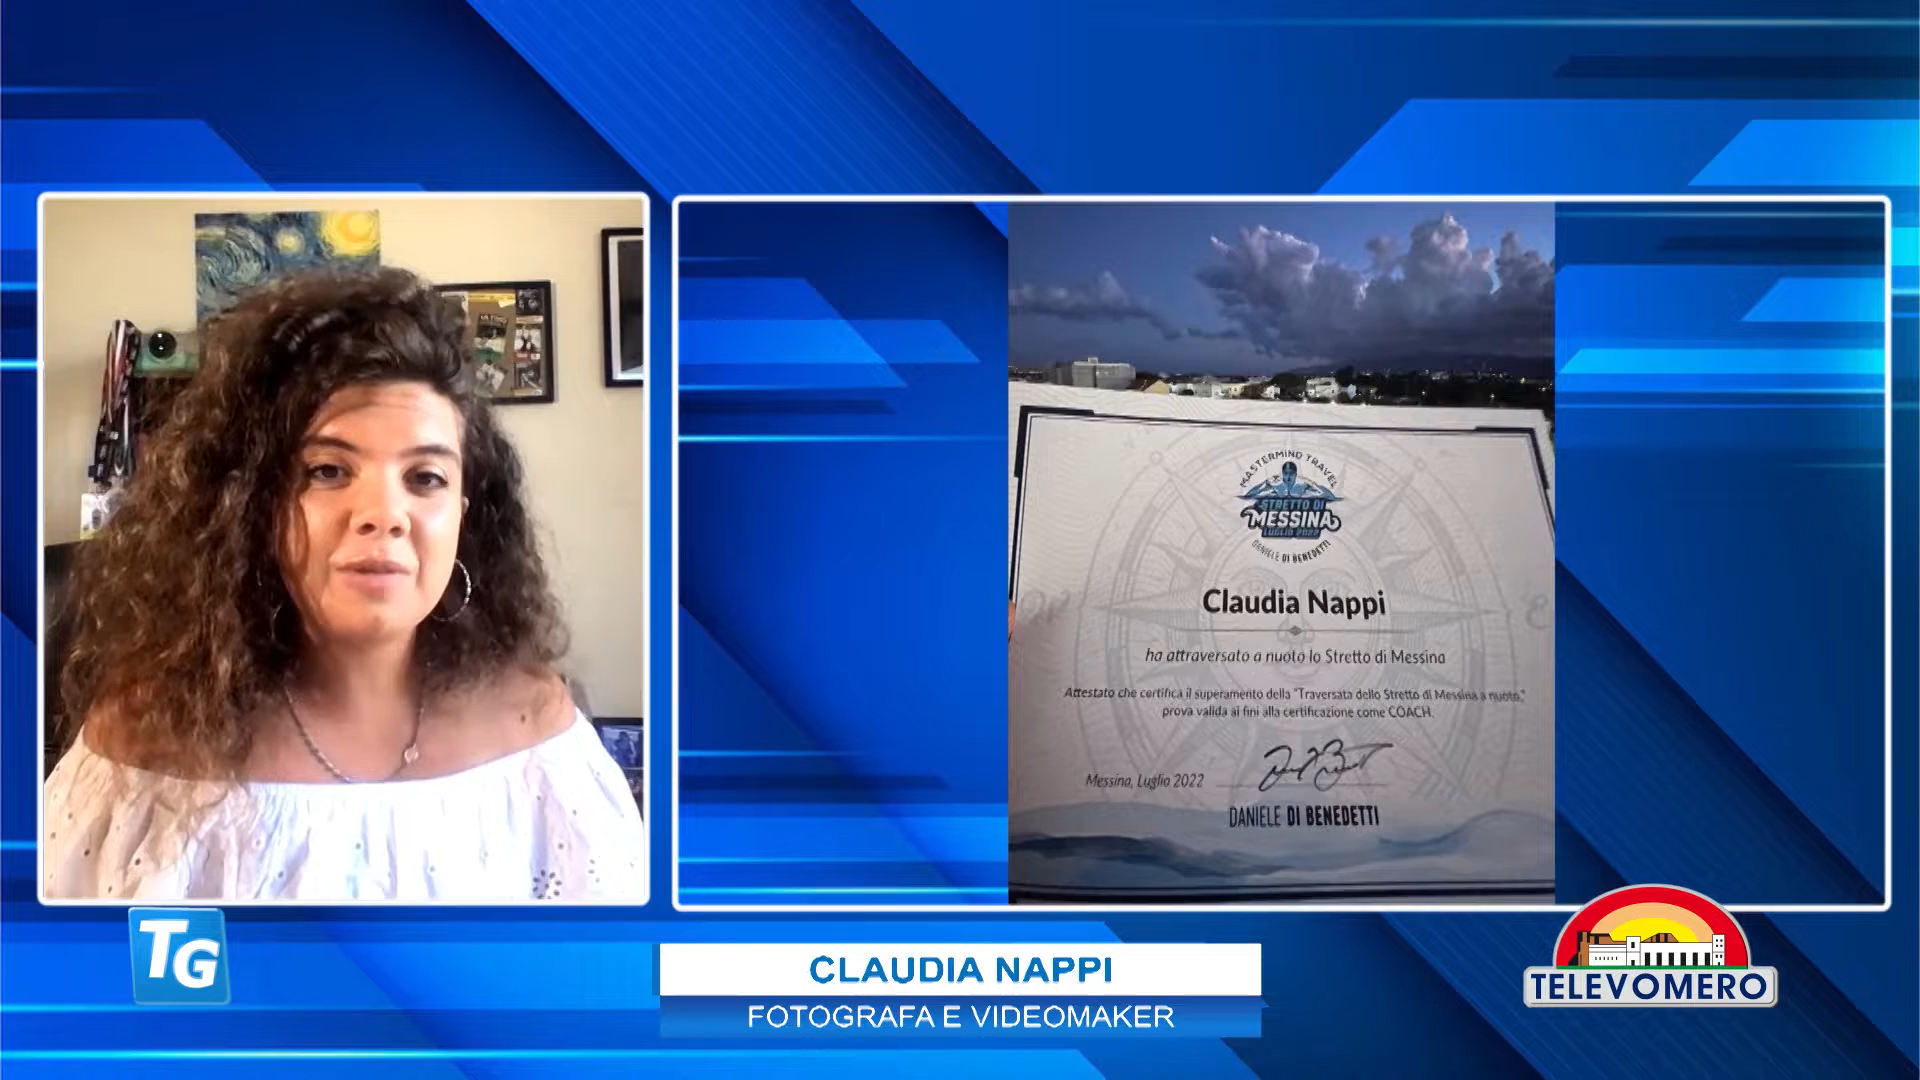 MASTERMIND TRAVEL
STRETTO DI
MESSINA
LUGLIO 2022
DANIELE DI BENEDETTI
Claudia Nappi
ha attraversato a nuoto lo Stretto di Messina
Attestato che certifica il superamento della "Traversata dello Stretto di Messina a nuoto,"
prova valida ai fini alla certificazione come COACH.
Messina, Luglio 2022
DANIELE DI BENEDETTI
TG
CLAUDIA NAPPI
FOTOGRAFA E VIDEOMAKER
TELEVOMERO